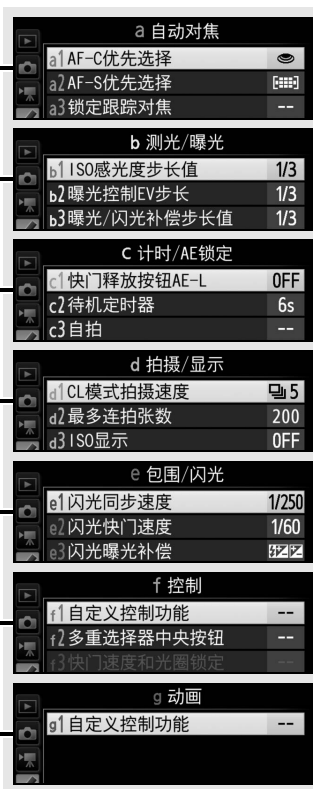 a 自动对焦
a1 AF-C优先选择
a2 AF-S优先选择
a3 锁定跟踪对焦 --
b 测光/曝光
b1 ISO感光度步长值 1/3
b2 曝光控制EV步长 1/3
b3 曝光/闪光补偿步长值 1/3
c 计时/AE锁定
c1 快门释放按钮AE-L OFF
c2 待机定时器 6s
c3 自拍 --
d 拍摄/显示
d1 CL模式拍摄速度 5
d2 最多连拍张数 200
d3 ISO显示 OFF
e 包围/闪光
e1 闪光同步速度 1/250
e2 闪光快门速度 1/60
e3 闪光曝光补偿
f 控制
f1 自定义控制功能 --
f2 多重选择器中央按钮 --
f3 快门速度和光圈锁定
g 动画
g1 自定义控制功能 --